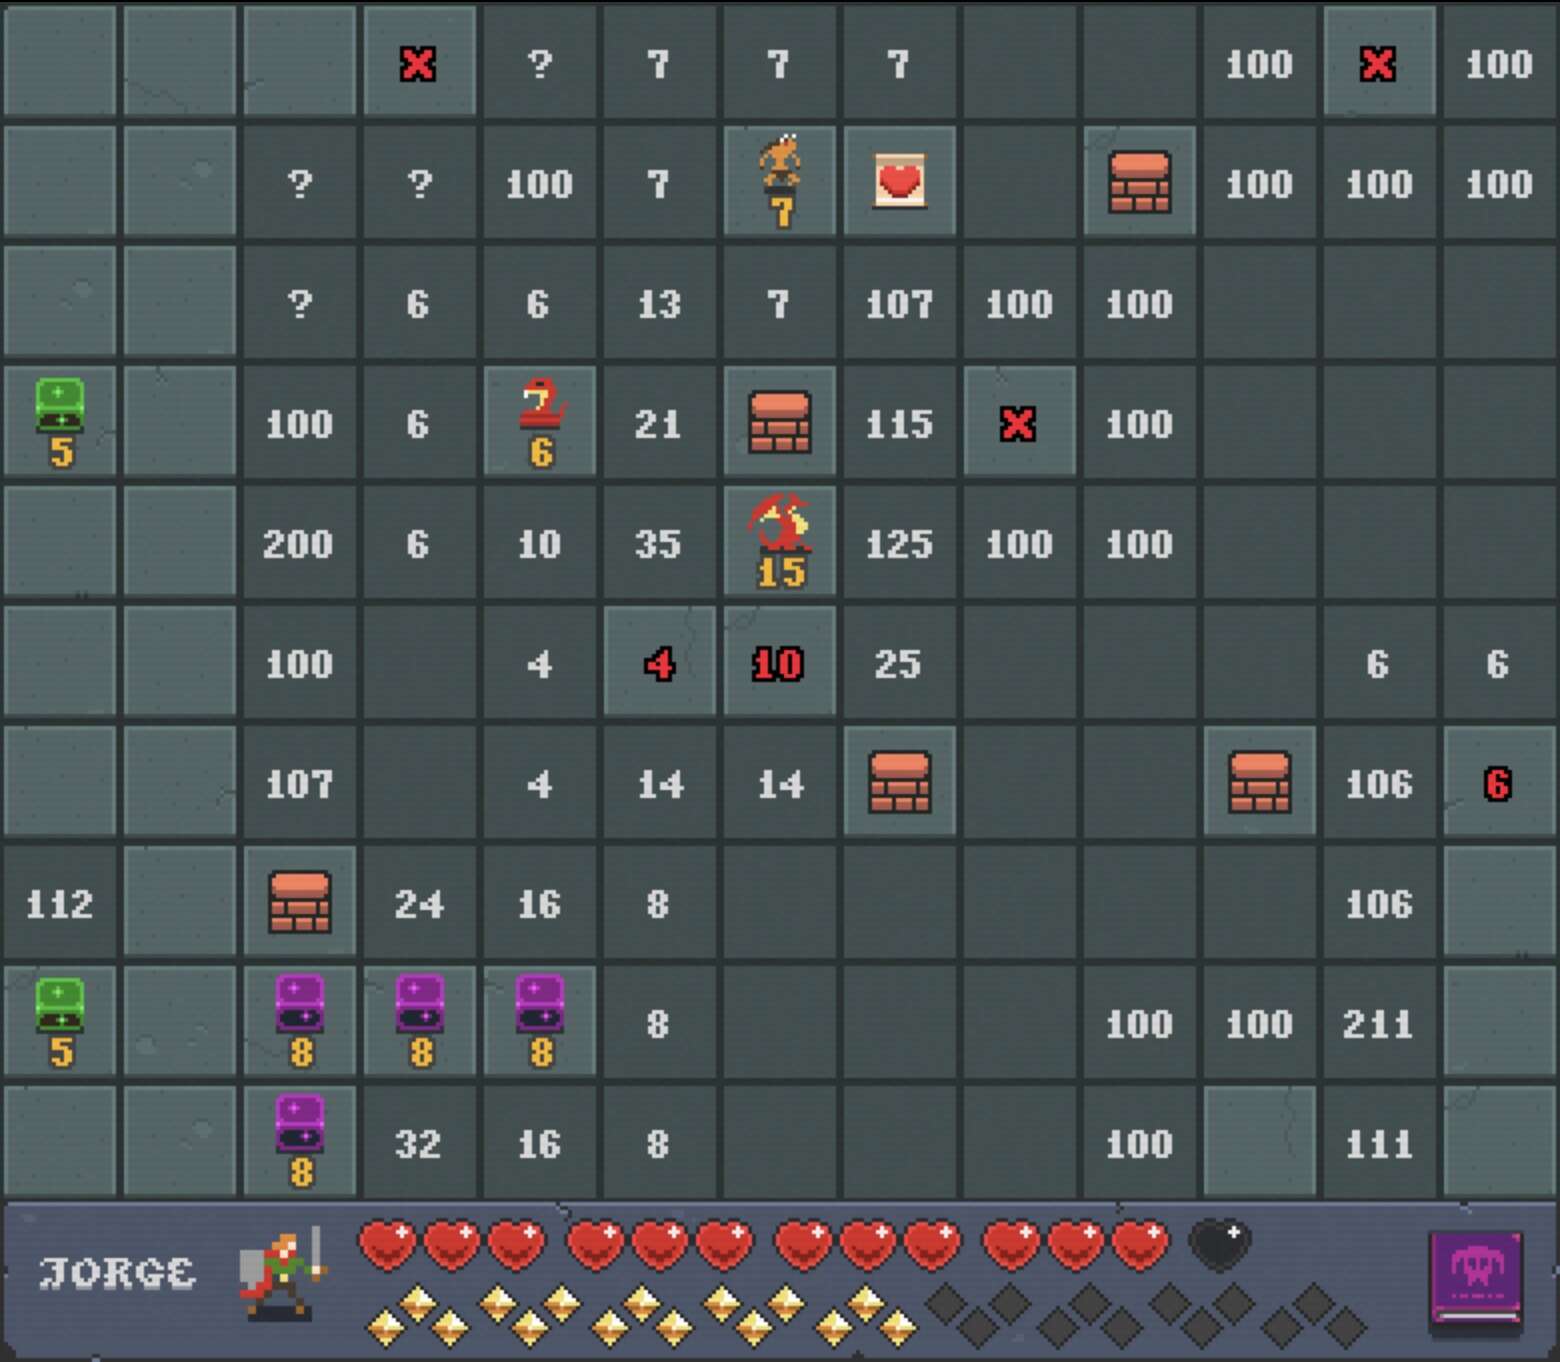 X ? 7 7 7 100 X 100
? ? 100 7 7 100 100 100
? 6 6 13 7 107 100 100
5 100 6 6 21 115 X 100
200 6 10 35 15 125 100 100
100 4 4 10 25 6 6
107 4 14 14 106 6
112 24 16 8 106
5 8 8 8 8 100 100 211
8 32 16 8 100 111
JORGE